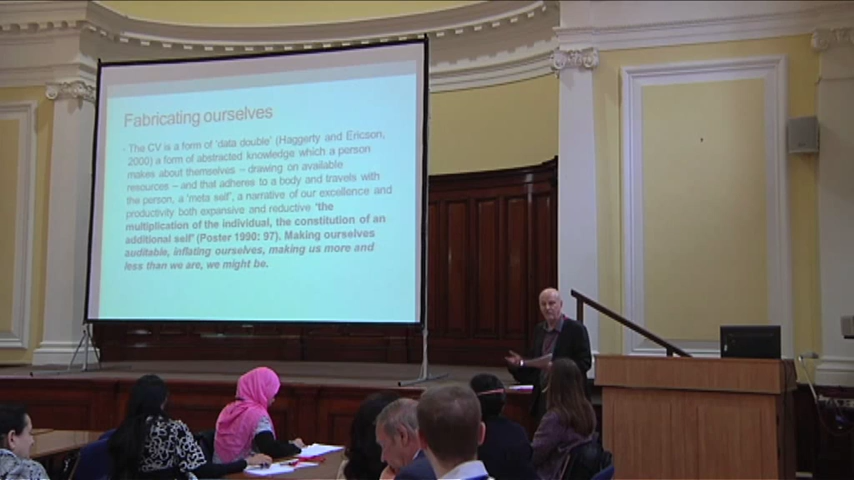 Fabricating ourselves
- The CV is a form of 'data double' (Haggerty and Ericson,
2000) a form of abstracted knowledge which a person
makes about themselves – drawing on available
resources – and that adheres to a body and travels with
the person, a 'meta self', a narrative of our excellence and
productivity both expansive and reductive 'the
multiplication of the individual, the constitution of an
additional self' (Poster 1990: 97). Making ourselves
auditable, inflating ourselves, making us more and
less than we are, we might be.